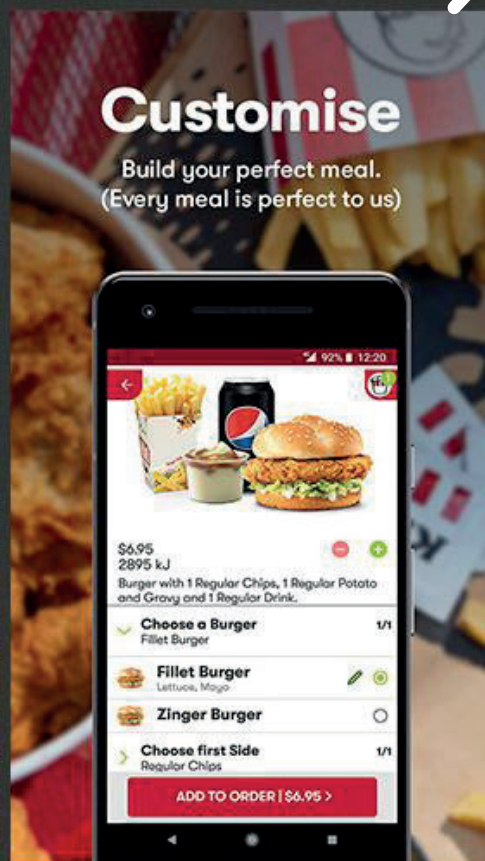 Customise
Build your perfect meal.
(Every meal is perfect to us)
92% 12:20
$6.95
2895 kJ
Burger with 1 Regular Chips, 1 Regular Potato
and Gravy and 1 Regular Drink.
Choose a Burger 1/1
Fillet Burger
Fillet Burger
Lettuce, Mayo
Zinger Burger
Choose first Side 1/1
Regular Chips
ADD TO ORDER | $6.95 >